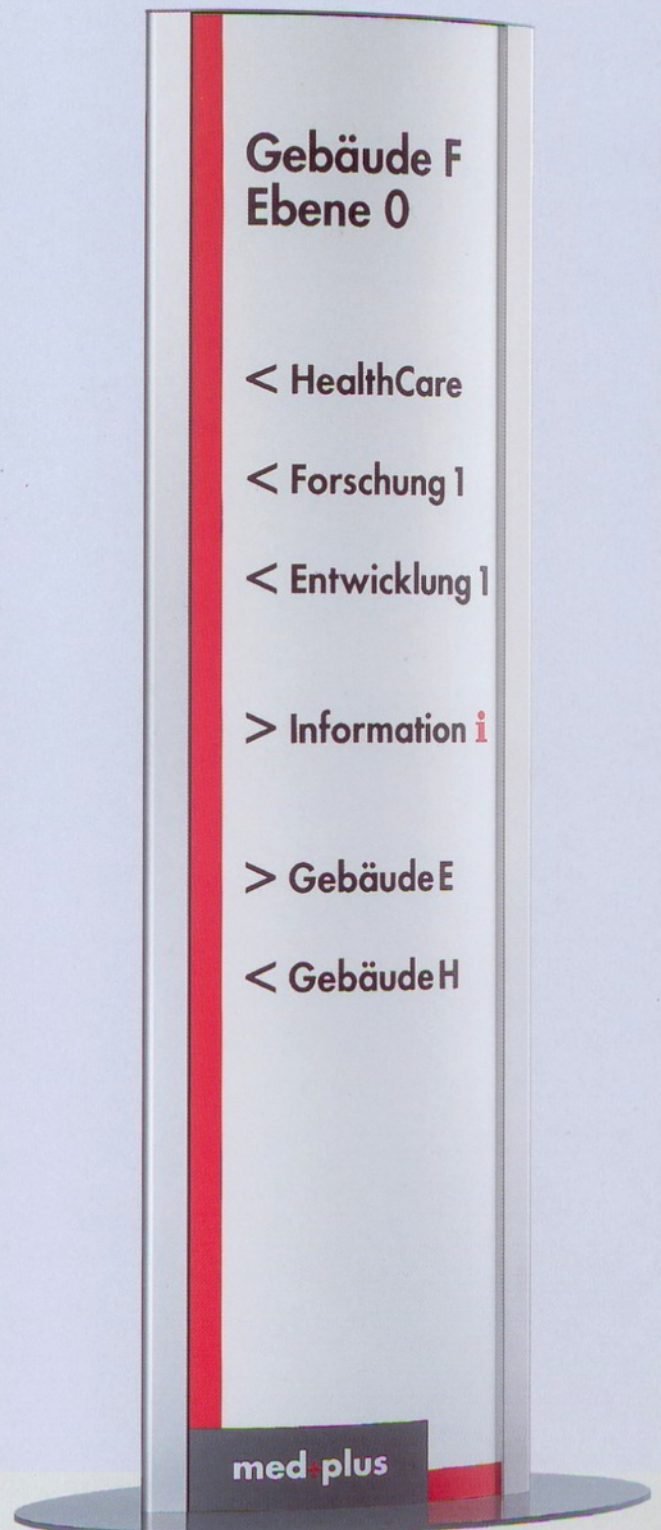 Gebäude F
Ebene 0
< HealthCare
< Forschung 1
< Entwicklung 1
> Information i
> Gebäude E
< Gebäude H
med+plus